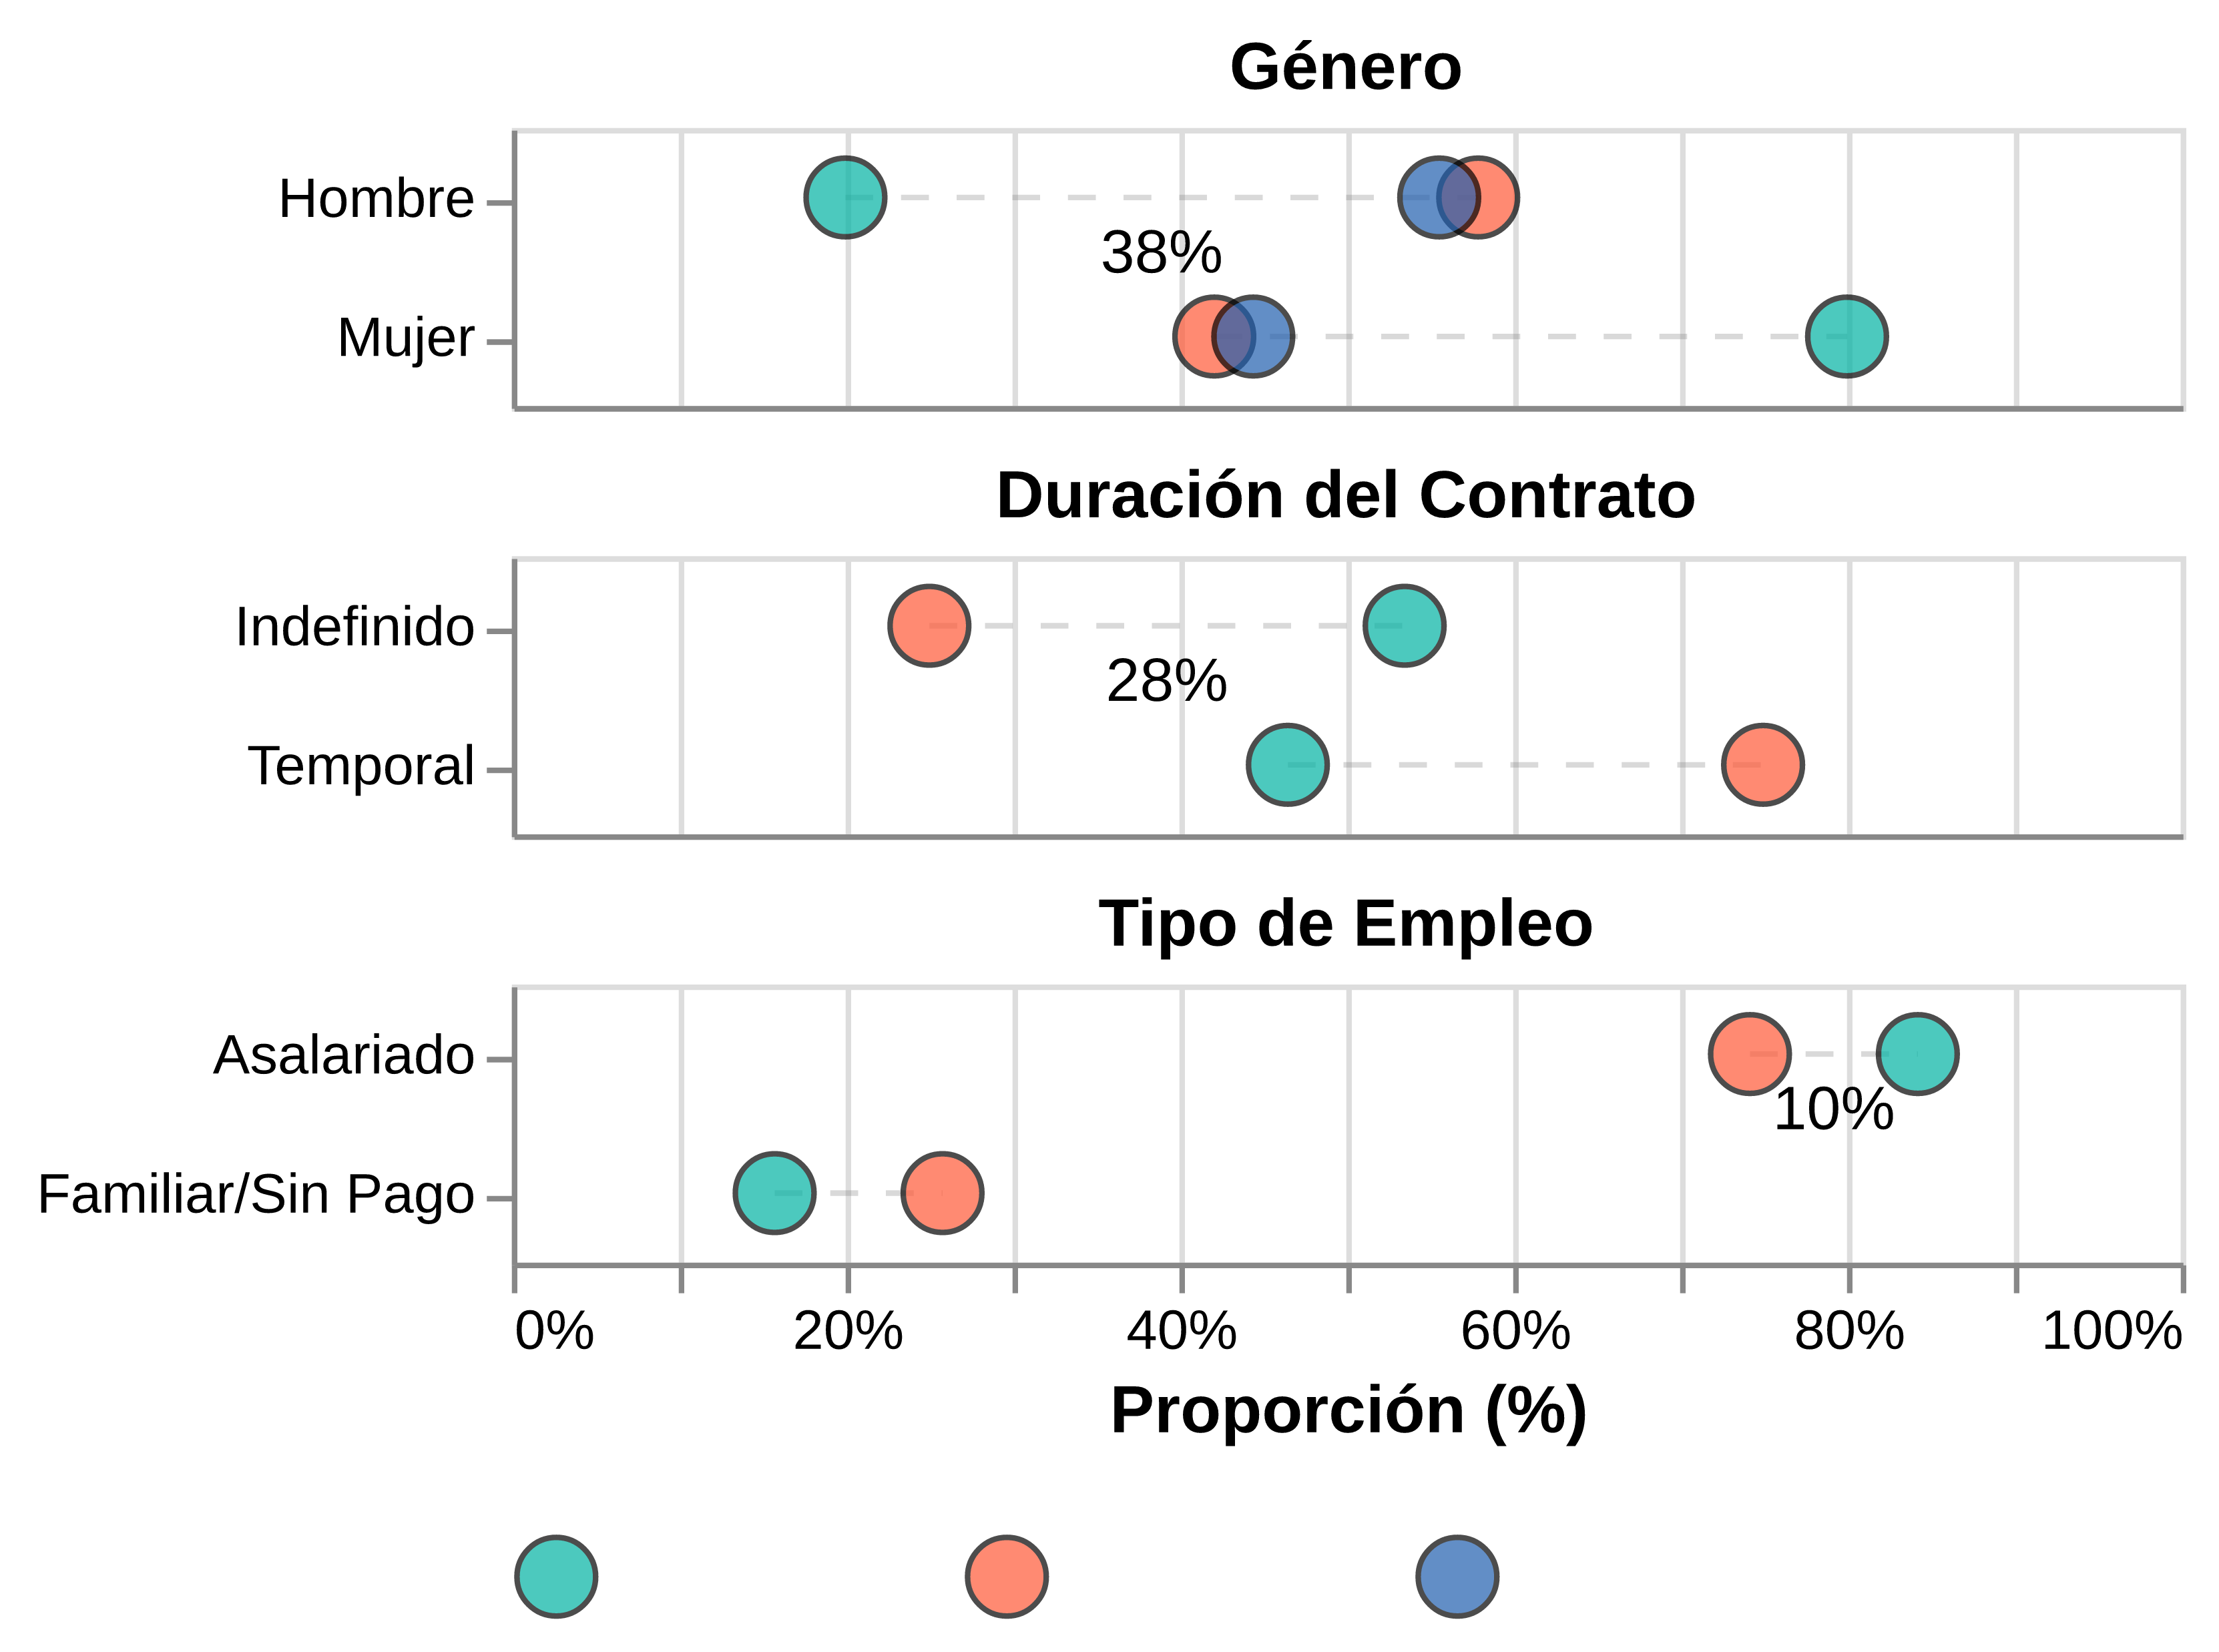 Género
Hombre
38%
Mujer
Duración del Contrato
Indefinido
28%
Temporal
Tipo de Empleo
Asalariado
10%
Familiar/Sin Pago
0% 20% 40% 60% 80% 100%
Proporción (%)